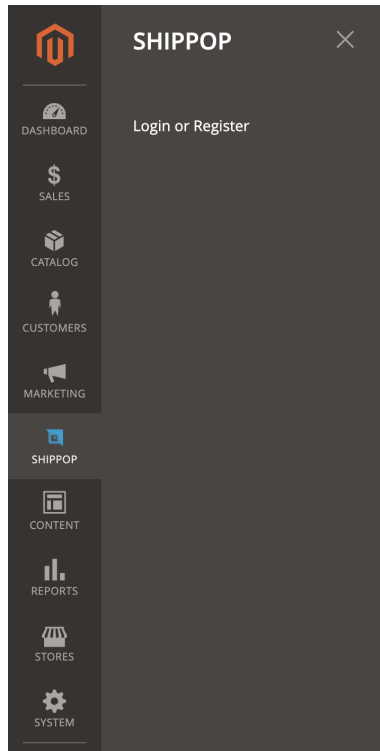 SHIPPOP
Login or Register
DASHBOARD
SALES
CATALOG
CUSTOMERS
MARKETING
SHIPPOP
CONTENT
REPORTS
STORES
SYSTEM